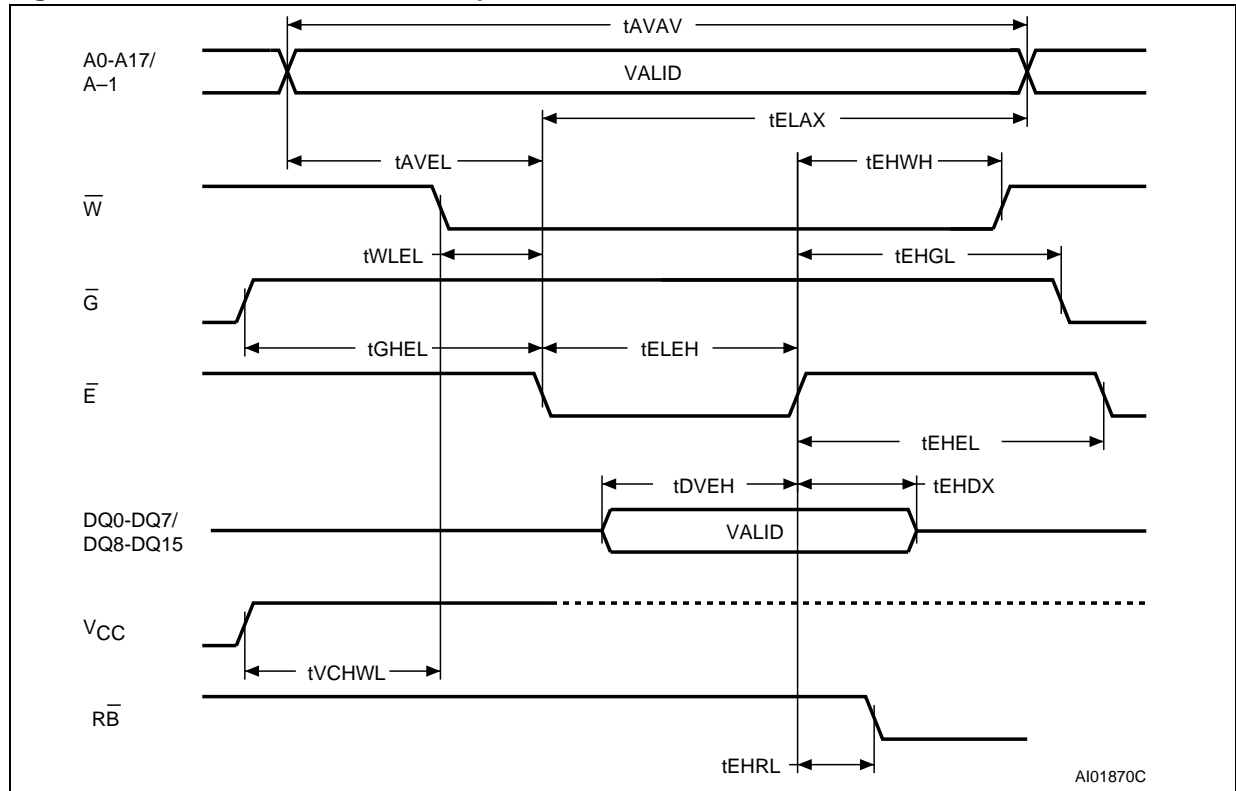 tAVAV
A0-A17/
A–1
VALID
tELAX
tAVEL
tEHWH
W̅
tWLEL
tEHGL
G̅
tGHEL
tELEH
E̅
tEHEL
tDVEH
tEHDX
DQ0-DQ7/
DQ8-DQ15
VALID
VCC
tVCHWL
RB̅
tEHRL
AI01870C